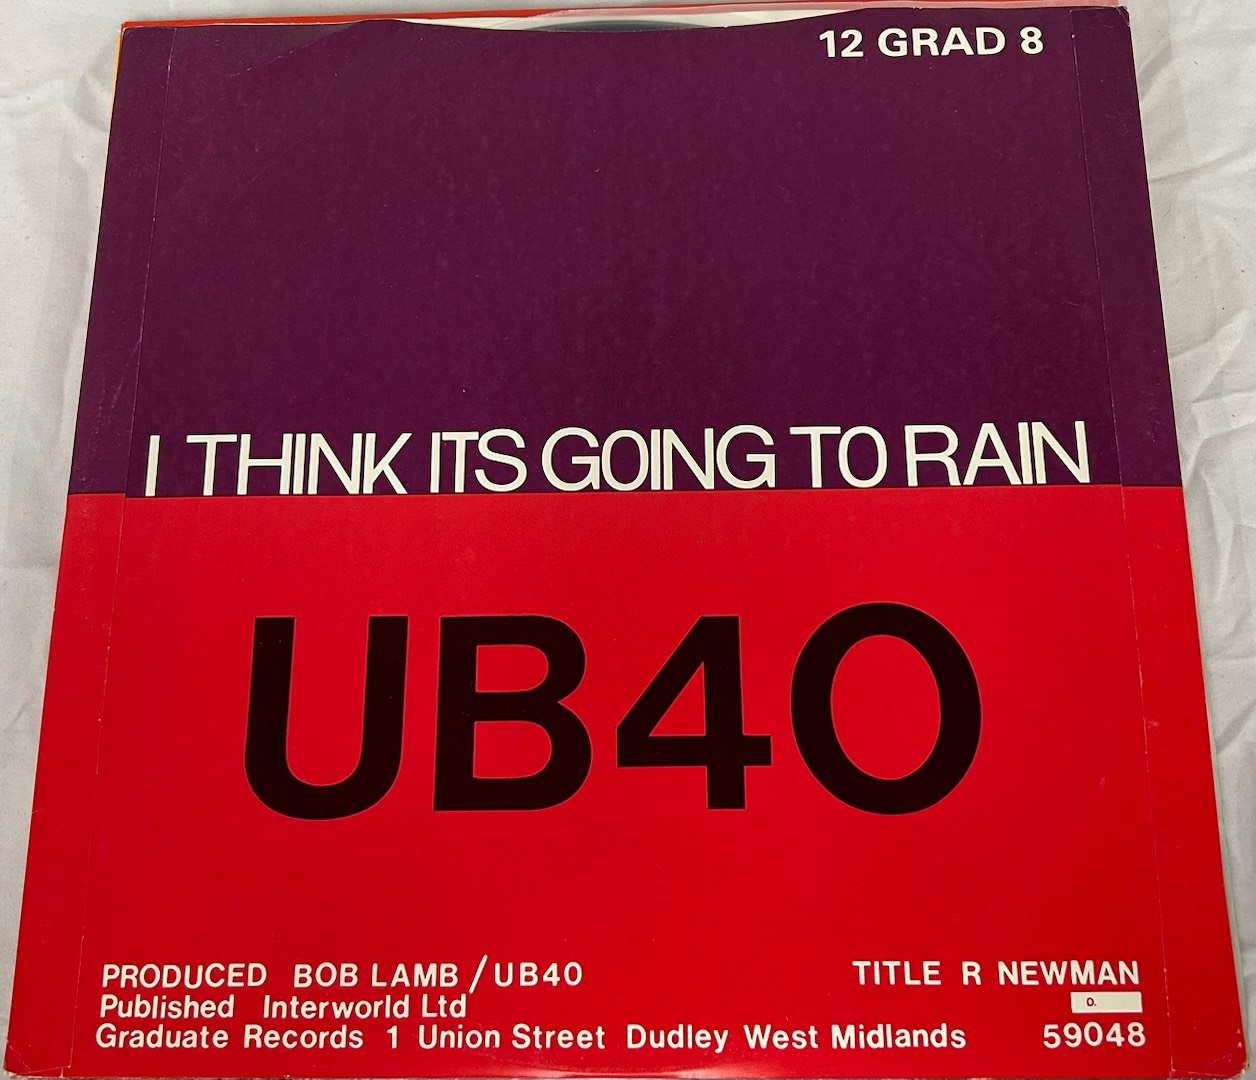 12 GRAD 8
I THINK ITS GOING TO RAIN
UB40
PRODUCED BOB LAMB / UB40
TITLE R NEWMAN
Published Interworld Ltd
D.
Graduate Records 1 Union Street Dudley West Midlands
59048